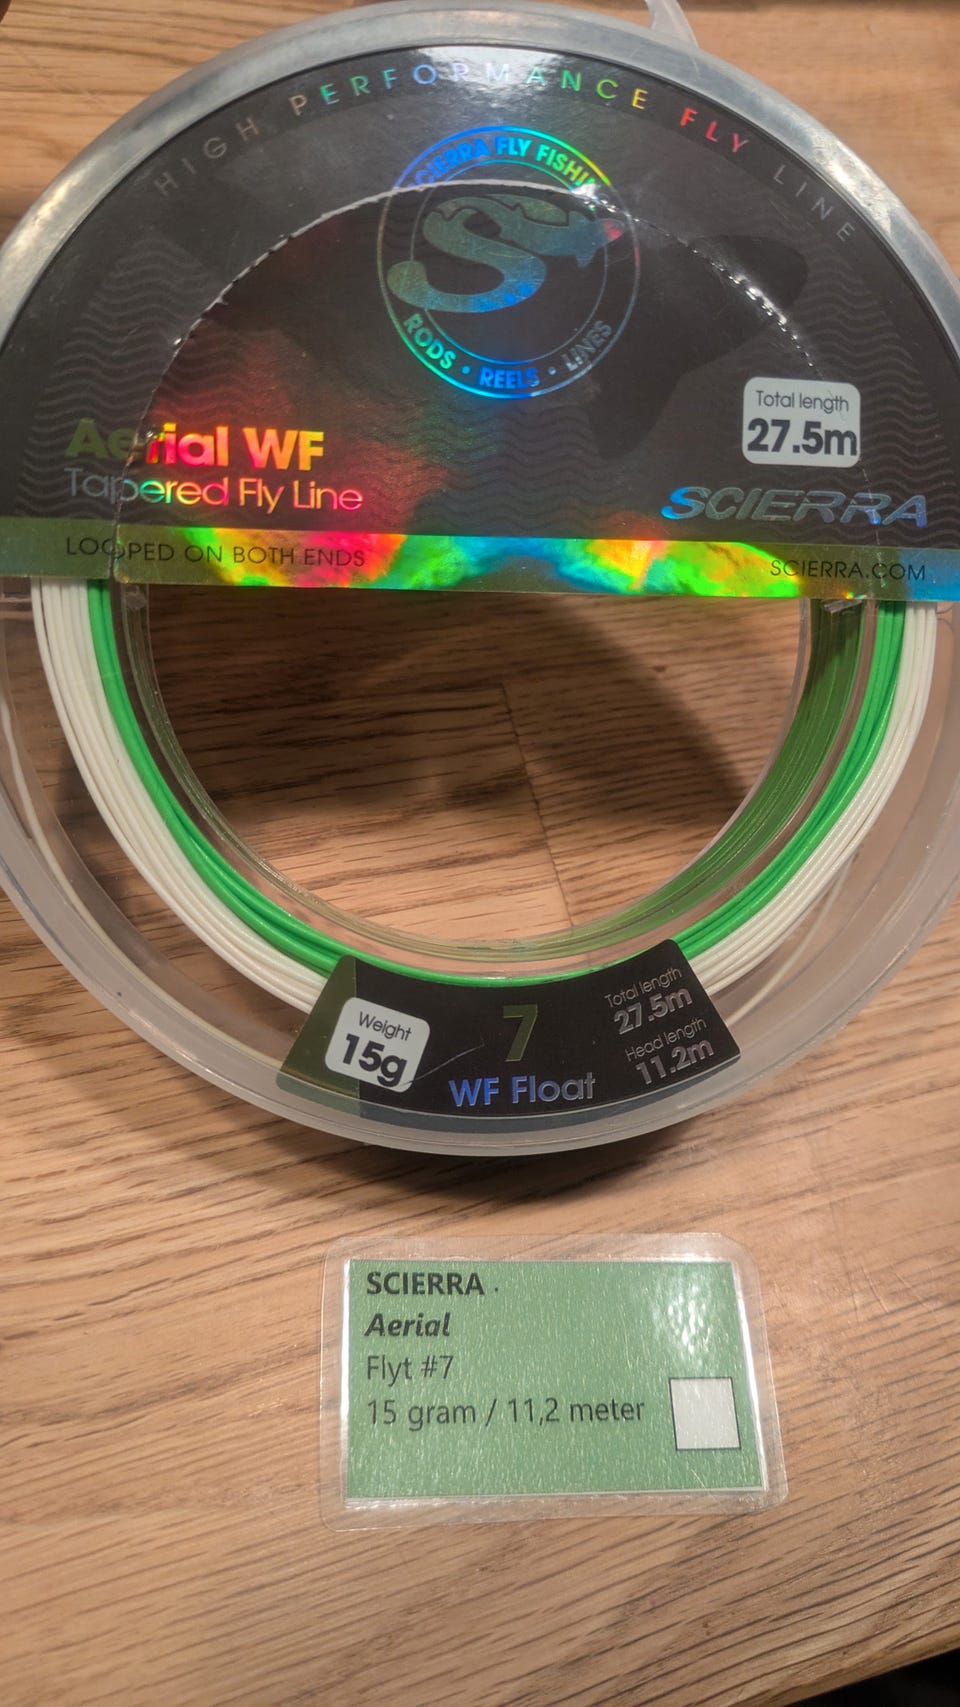 HIGH PERFORMANCE FLY LINE
SCIERRA FLY FISHING
RODS • REELS • LINES
Total length
27.5m
Aerial WF
Tapered Fly Line
SCIERRA
LOOPED ON BOTH ENDS
SCIERRA.COM
Weight
15g
7
WF Float
Total length
27.5m
Head length
11.2m
SCIERRA .
Aerial
Flyt #7
15 gram / 11,2 meter